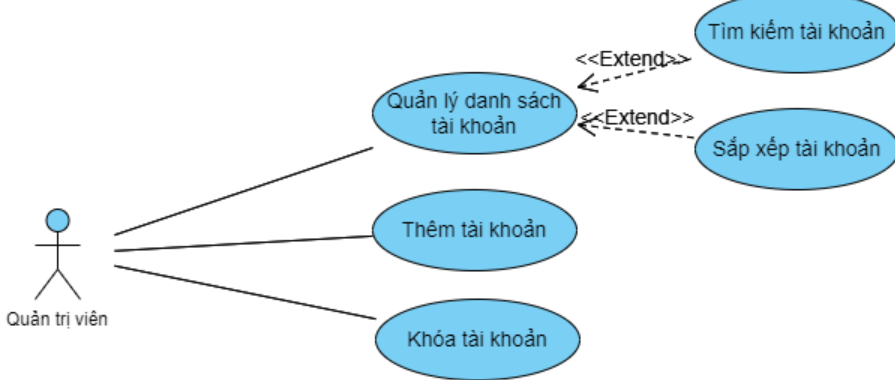 Tìm kiếm tài khoản
<<Extend>>
Quản lý danh sách
tài khoản
<<Extend>>
Sắp xếp tài khoản
Thêm tài khoản
Quản trị viên
Khóa tài khoản